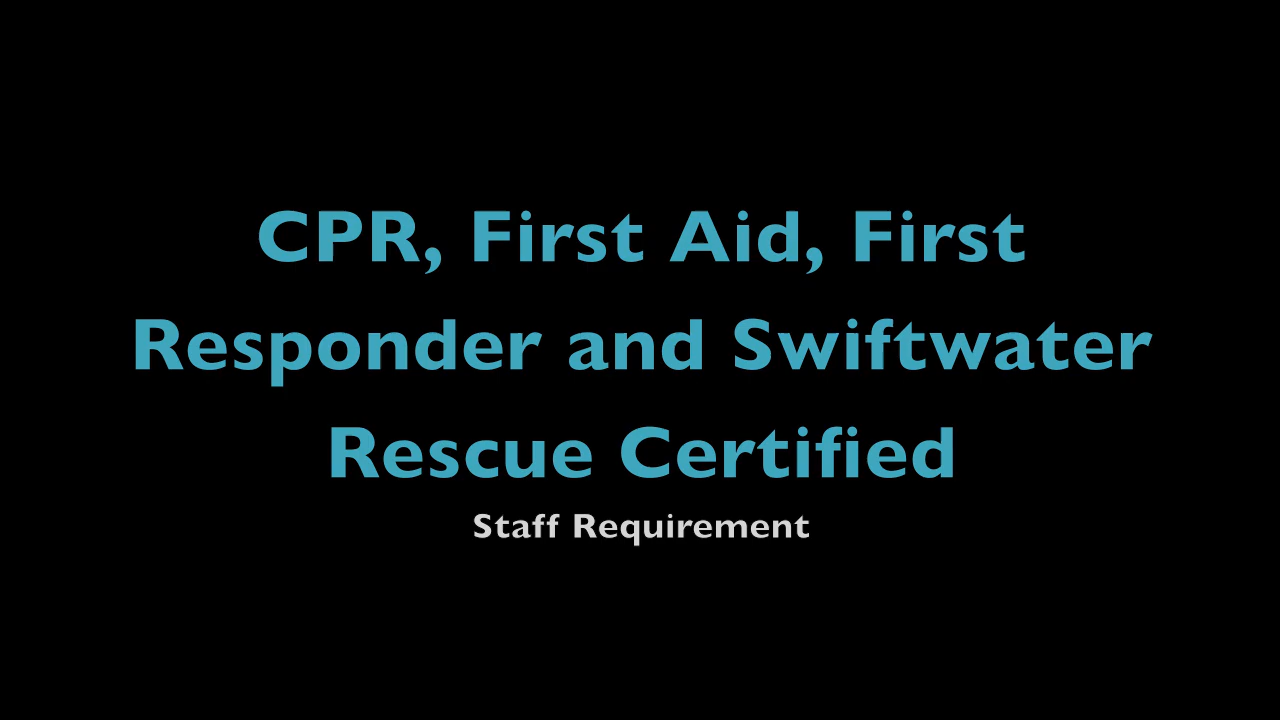 CPR, First Aid, First
Responder and Swiftwater
Rescue Certified
Staff Requirement